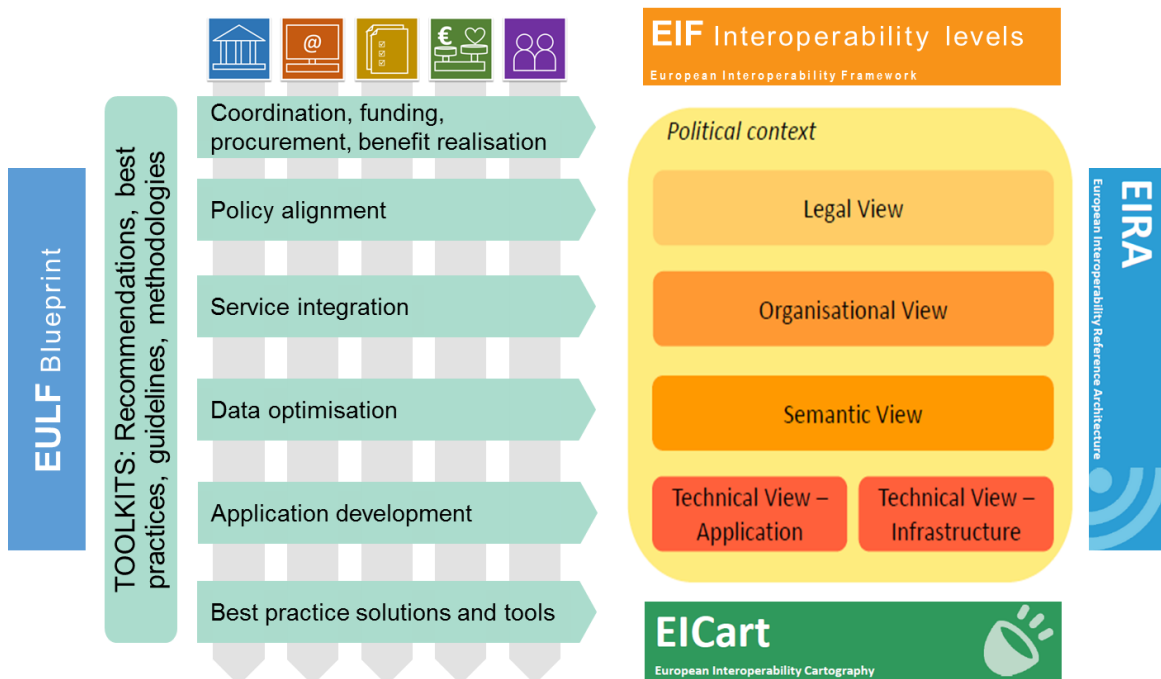 EULF Blueprint
TOOLKITS: Recommendations, best
practices, guidelines, methodologies
@
€
Coordination, funding,
procurement, benefit realisation
Policy alignment
Service integration
Data optimisation
Application development
Best practice solutions and tools
EIF Interoperability levels
European Interoperability Framework
Political context
Legal View
Organisational View
Semantic View
Technical View –
Application
Technical View –
Infrastructure
EIRA
European Interoperability Reference Architecture
EICart
European Interoperability Cartography